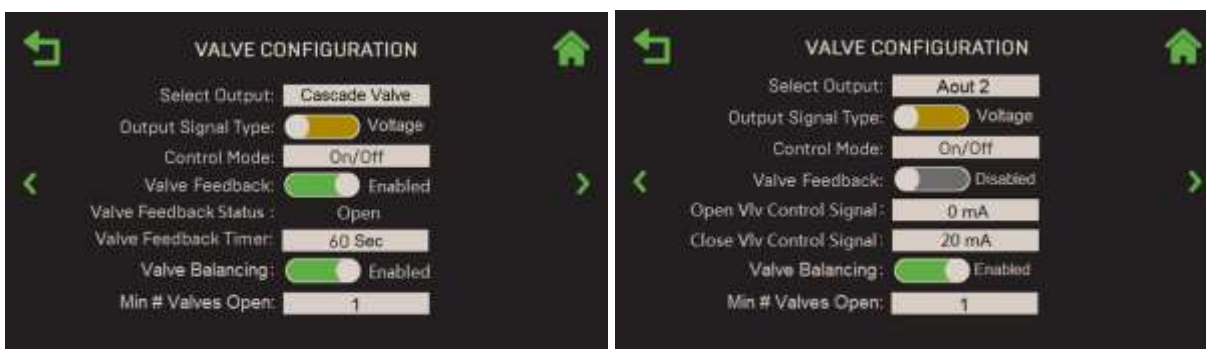 VALVE CONFIGURATION
Select Output: Cascade Valve
Output Signal Type: Voltage
Control Mode: On/Off
Valve Feedback: Enabled
Valve Feedback Status : Open
Valve Feedback Timer: 60 Sec
Valve Balancing: Enabled
Min # Valves Open: 1
VALVE CONFIGURATION
Select Output: Aout 2
Output Signal Type: Voltage
Control Mode: On/Off
Valve Feedback: Disabled
Open Vlv Control Signal: 0 mA
Close Vlv Control Signal: 20 mA
Valve Balancing: Enabled
Min # Valves Open: 1